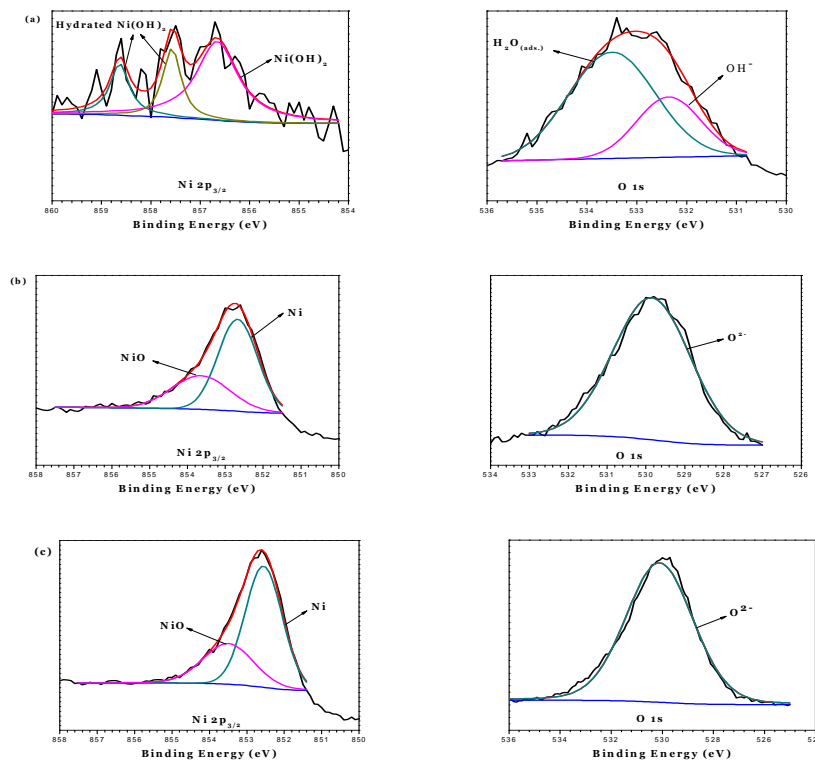 (a)
Hydrated Ni(OH)₂
Ni(OH)₂
Ni 2p₃/₂
860 859 858 857 856 855 854
Binding Energy (eV)
H₂O₍ads.₎
OH⁻
O 1s
536 535 534 533 532 531 530
Binding Energy (eV)
(b)
Ni
NiO
Ni 2p₃/₂
858 857 856 855 854 853 852 851 850
Binding Energy (eV)
O²⁻
O 1s
534 533 532 531 530 529 528 527 526
Binding Energy (eV)
(c)
Ni
NiO
Ni 2p₃/₂
858 857 856 855 854 853 852 851 850
Binding Energy (eV)
O²⁻
O 1s
536 534 532 530 528 526
Binding Energy (eV)